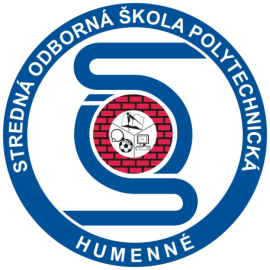 STREDNÁ ODBORNÁ ŠKOLA POLYTECHNICKÁ
HUMENNÉ